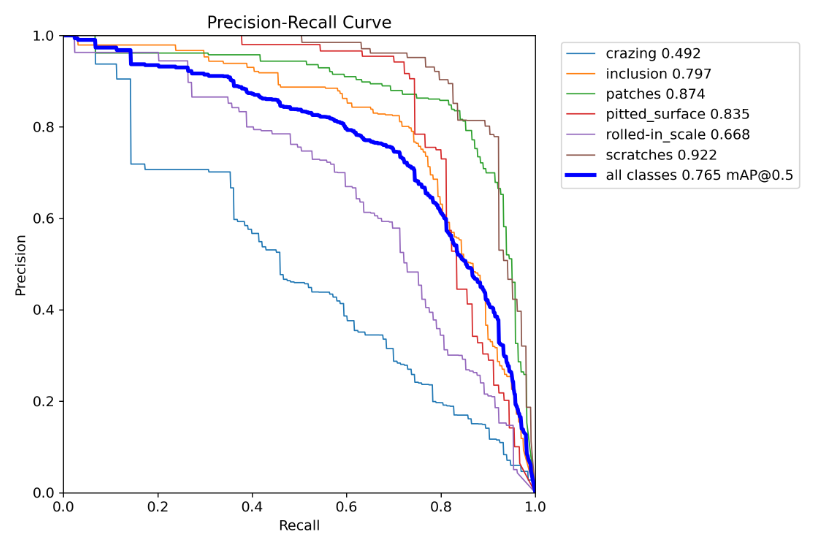 Precision-Recall Curve
1.0
0.8
0.6
0.4
0.2
0.0
Precision
0.0 0.2 0.4 0.6 0.8 1.0
Recall
crazing 0.492
inclusion 0.797
patches 0.874
pitted_surface 0.835
rolled-in_scale 0.668
scratches 0.922
all classes 0.765 mAP@0.5